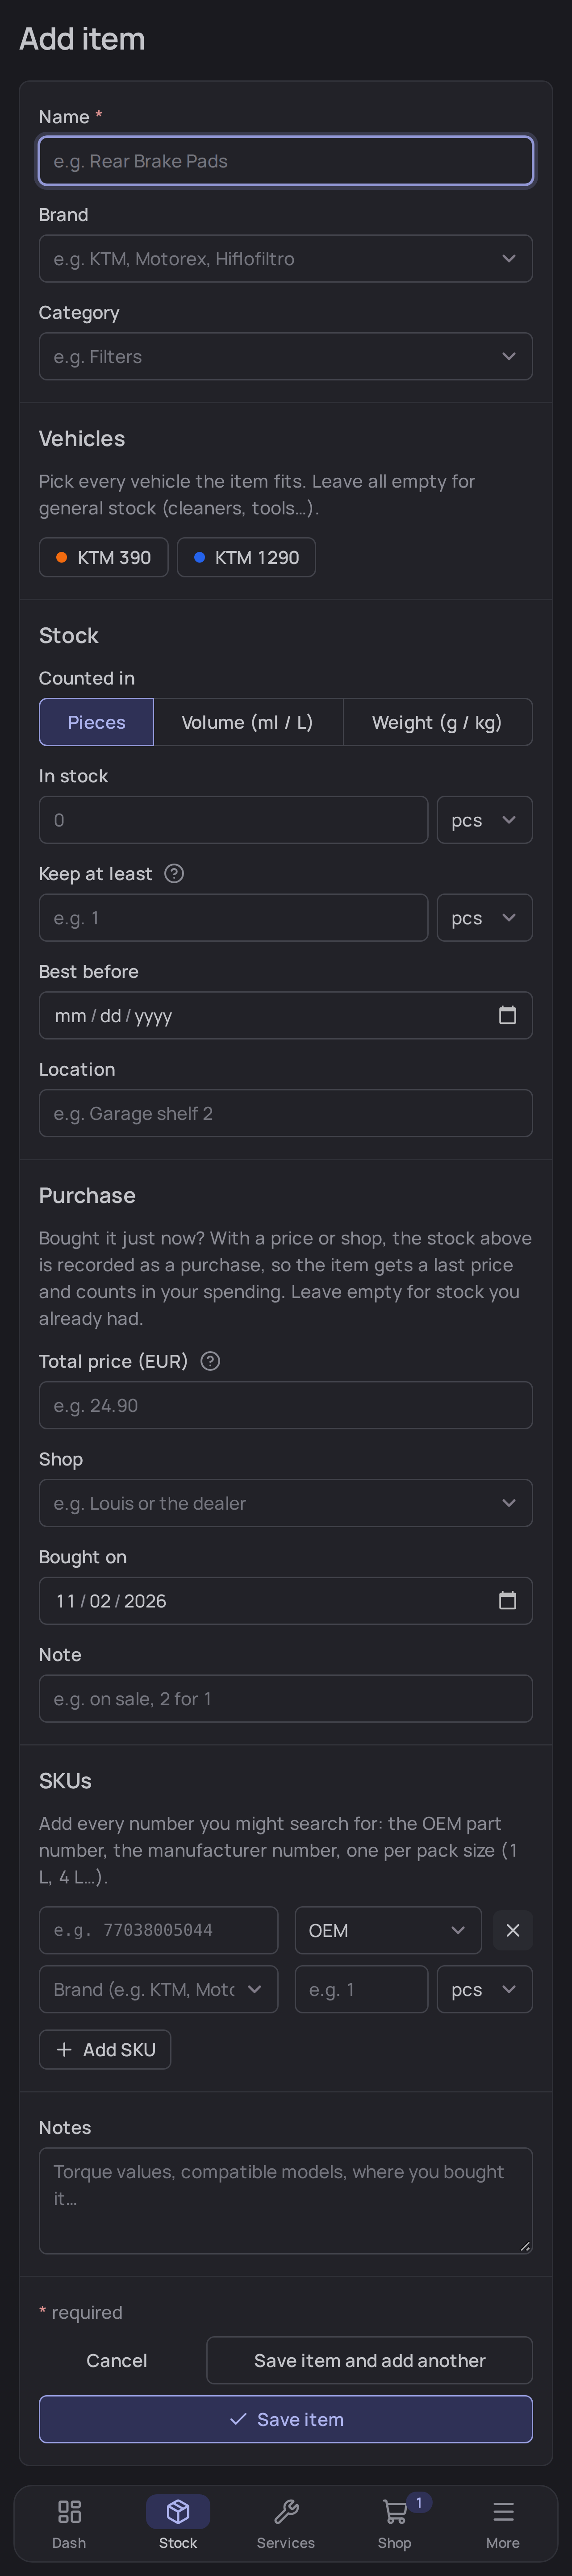 Add item
Name *
e.g. Rear Brake Pads
Brand
e.g. KTM, Motorex, Hiflofiltro
Category
e.g. Filters
Vehicles
Pick every vehicle the item fits. Leave all empty for
general stock (cleaners, tools…).
KTM 390
KTM 1290
Stock
Counted in
Pieces
Volume (ml / L)
Weight (g / kg)
In stock
0
pcs
Keep at least
e.g. 1
pcs
Best before
mm / dd / yyyy
Location
e.g. Garage shelf 2
Purchase
Bought it just now? With a price or shop, the stock above
is recorded as a purchase, so the item gets a last price
and counts in your spending. Leave empty for stock you
already had.
Total price (EUR)
e.g. 24.90
Shop
e.g. Louis or the dealer
Bought on
11 / 02 / 2026
Note
e.g. on sale, 2 for 1
SKUs
Add every number you might search for: the OEM part
number, the manufacturer number, one per pack size (1
L, 4 L…).
e.g. 77038005044
OEM
Brand (e.g. KTM, Moto
e.g. 1
pcs
Add SKU
Notes
Torque values, compatible models, where you bought
it…
* required
Cancel
Save item and add another
Save item
1
Dash
Stock
Services
Shop
More